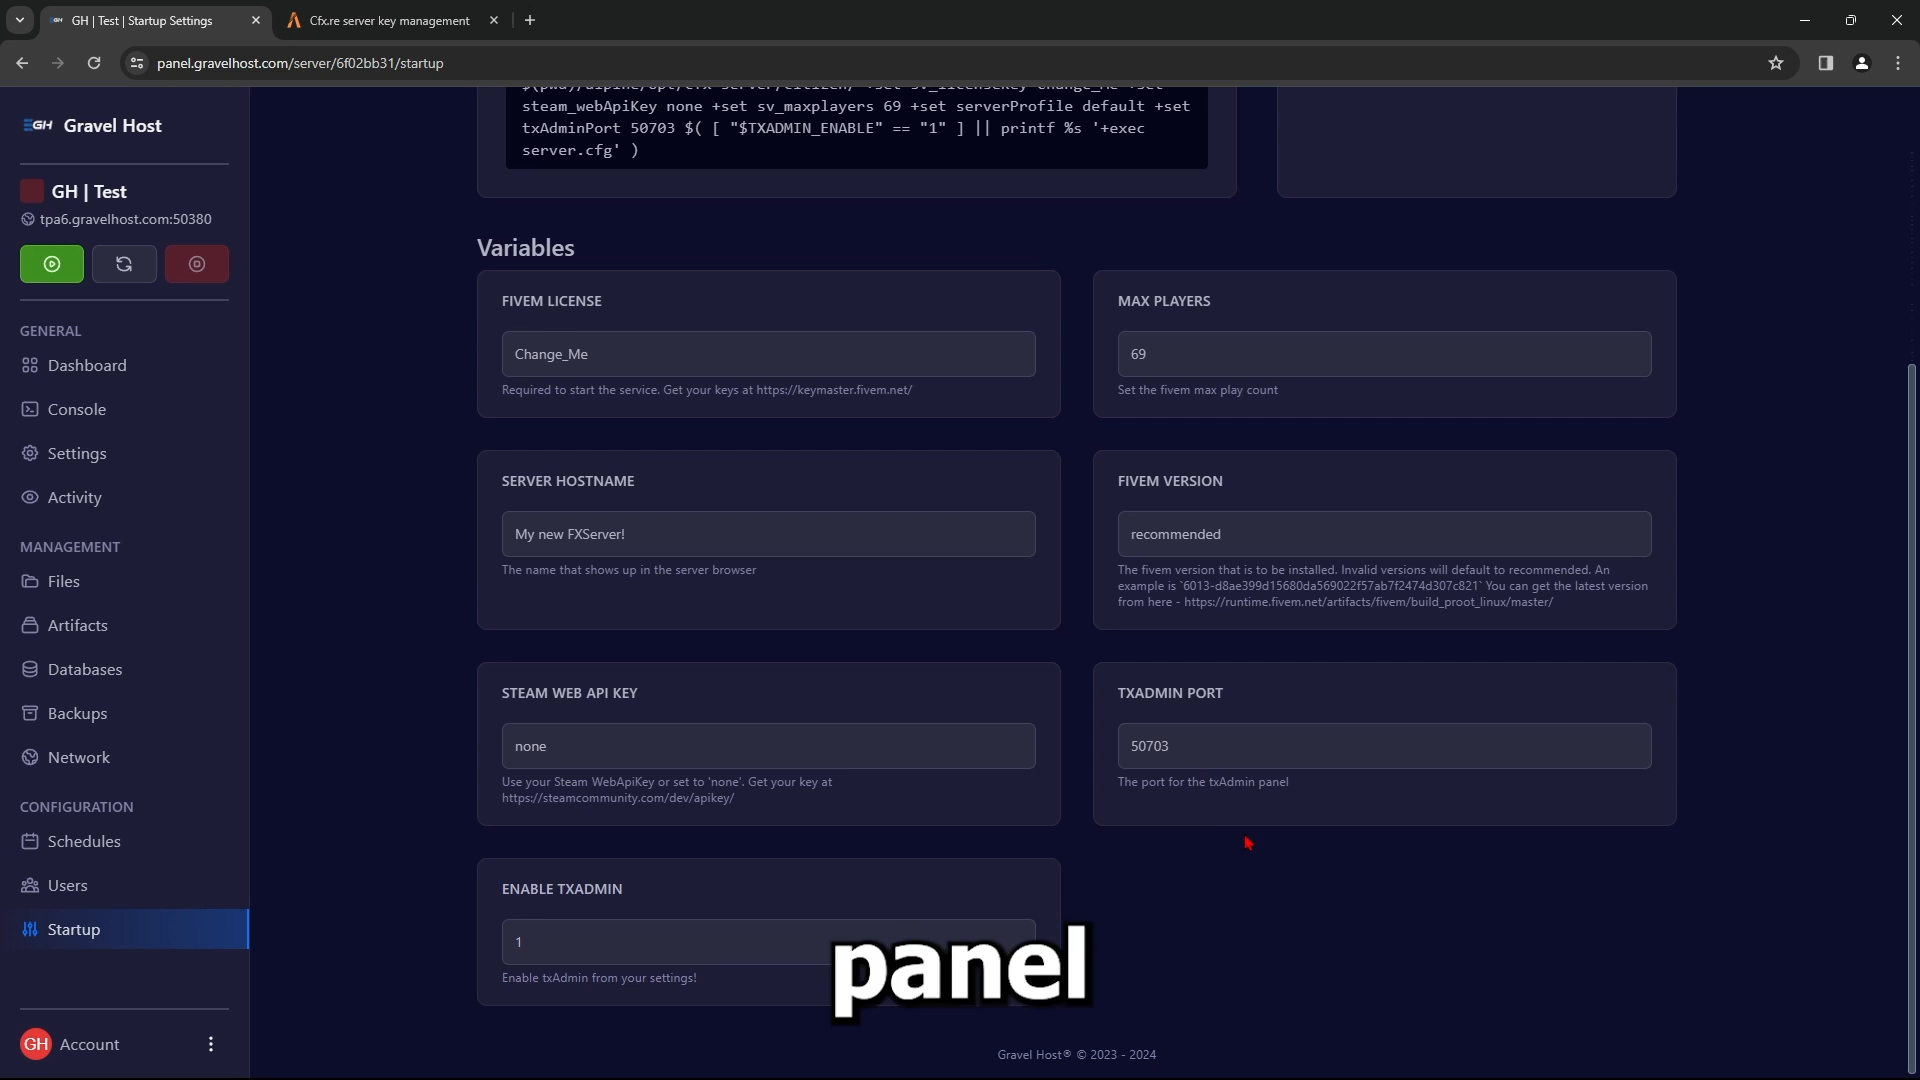 GH | Test | Startup Settings
Cfx.re server key management
panel.gravelhost.com/server/6f02bb31/startup
GH Gravel Host
GH | Test
tpa6.gravelhost.com:50380
GENERAL
Dashboard
Console
Settings
Activity
MANAGEMENT
Files
Artifacts
Databases
Backups
Network
CONFIGURATION
Schedules
Users
Startup
GH Account
steam_webApiKey none +set sv_maxplayers 69 +set serverProfile default +set
txAdminPort 50703 $( [ "$TXADMIN_ENABLE" == "1" ] || printf %s '+exec
server.cfg' )
Variables
FIVEM LICENSE
Change_Me
Required to start the service. Get your keys at https://keymaster.fivem.net/
MAX PLAYERS
69
Set the fivem max play count
SERVER HOSTNAME
My new FXServer!
The name that shows up in the server browser
FIVEM VERSION
recommended
The fivem version that is to be installed. Invalid versions will default to recommended. An
example is `6013-d8ae399d15680da569022f57ab7f2474d307c821` You can get the latest version
from here - https://runtime.fivem.net/artifacts/fivem/build_proot_linux/master/
STEAM WEB API KEY
none
Use your Steam WebApiKey or set to 'none'. Get your key at
https://steamcommunity.com/dev/apikey/
TXADMIN PORT
50703
The port for the txAdmin panel
ENABLE TXADMIN
1
Enable txAdmin from your settings!
panel
Gravel Host® © 2023 - 2024